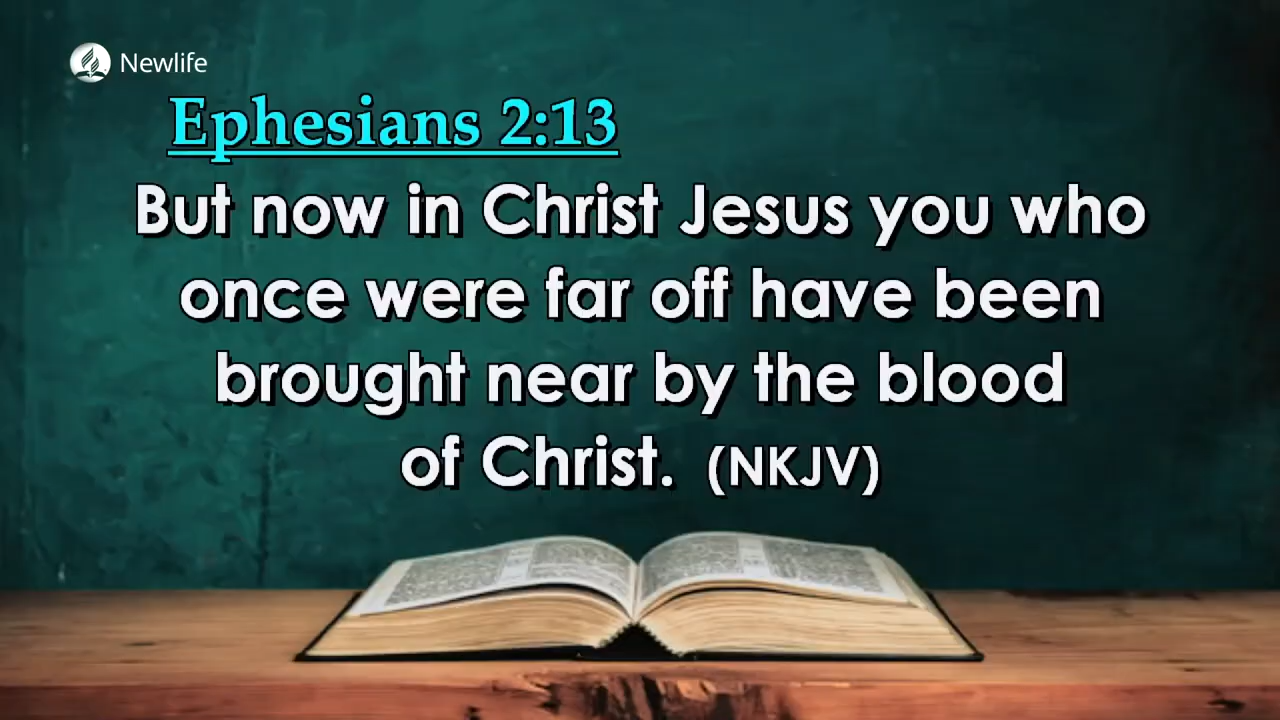 Newlife
Ephesians 2:13
But now in Christ Jesus you who
once were far off have been
brought near by the blood
of Christ. (NKJV)